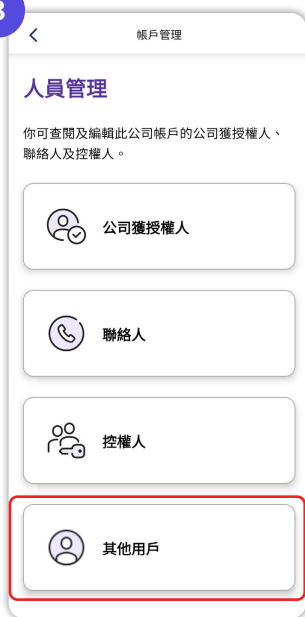 3
帳戶管理
人員管理
你可查閱及編輯此公司帳戶的公司獲授權人、
聯絡人及控權人。
公司獲授權人
聯絡人
控權人
其他用戶